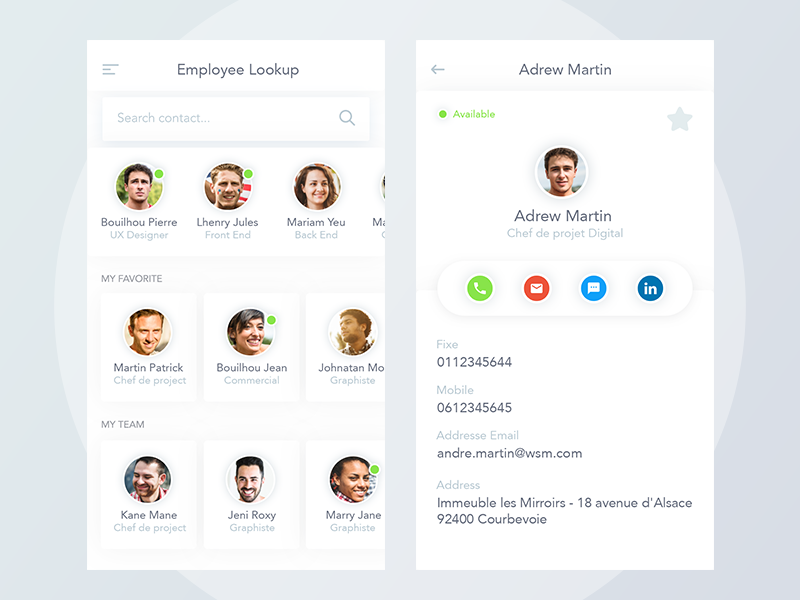 Employee Lookup
Search contact...
Bouilhou Pierre
UX Designer
Lhenry Jules
Front End
Mariam Yeu
Back End
MY FAVORITE
Martin Patrick
Chef de project
Bouilhou Jean
Commercial
Johnatan Mo
Graphiste
MY TEAM
Kane Mane
Chef de project
Jeni Roxy
Graphiste
Marry Jane
Graphiste
Adrew Martin
Available
Adrew Martin
Chef de projet Digital
in
Fixe
0112345644
Mobile
0612345645
Addresse Email
andre.martin@wsm.com
Address
Immeuble les Mirroirs - 18 avenue d'Alsace
92400 Courbevoie